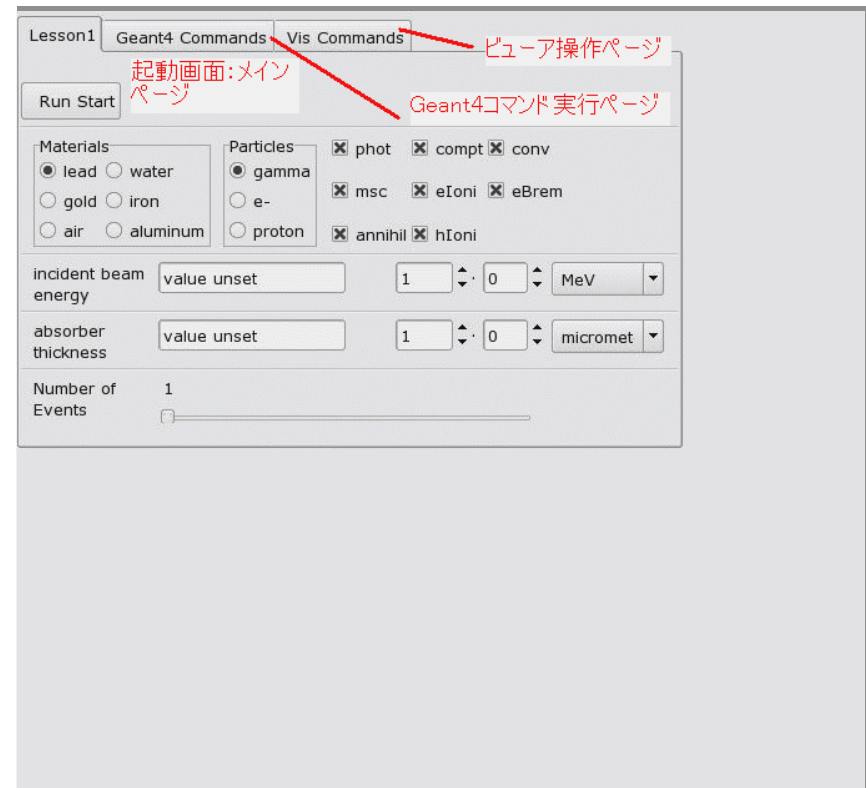 Lesson1 Geant4 Commands Vis Commands
ビューア操作ページ
起動画面:メイン
ページ
Run Start
Geant4コマンド実行ページ
Materials
lead water
gold iron
air aluminum
Particles
gamma
e-
proton
phot compt conv
msc eIoni eBrem
annihil hIoni
incident beam
energy
value unset 1 . 0 MeV
absorber
thickness
value unset 1 . 0 micromet
Number of
Events
1